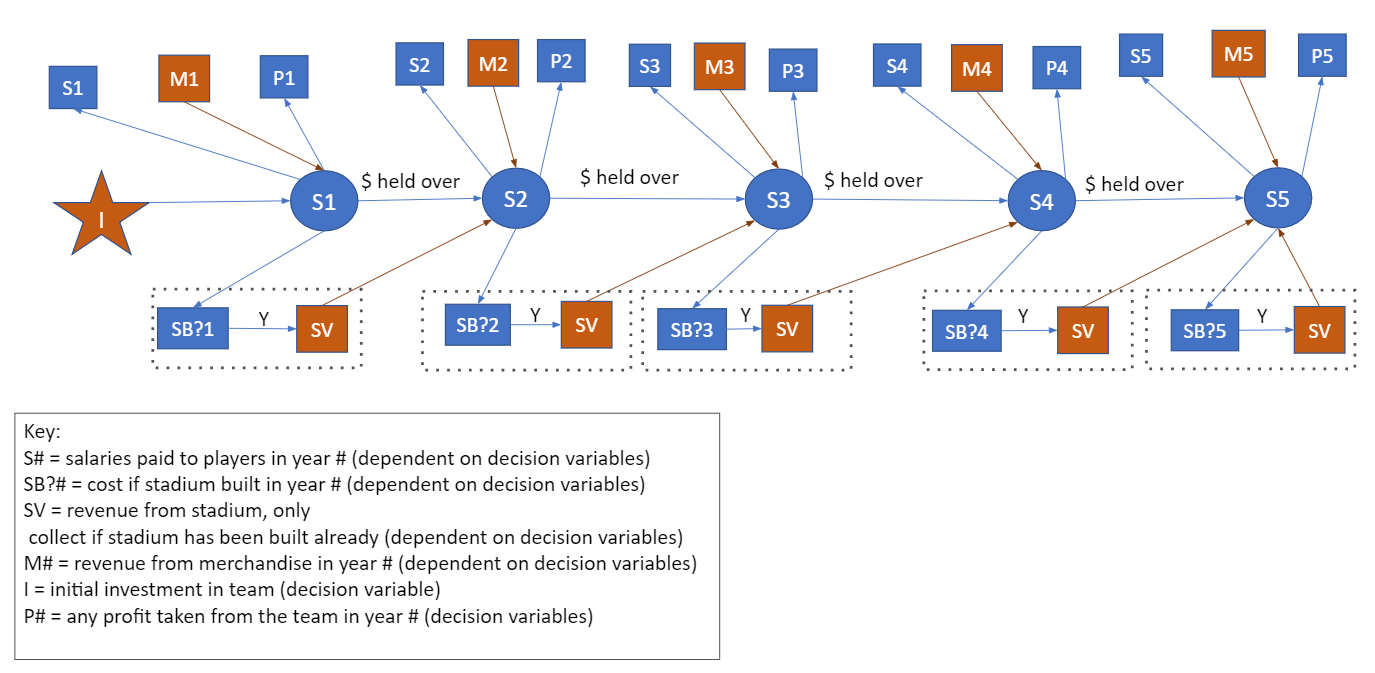 S1
M1
P1
S2
M2
P2
S3
M3
P3
S4
M4
P4
S5
M5
P5
I
S1
$ held over
S2
$ held over
S3
$ held over
S4
$ held over
S5
SB?1
Y
SV
SB?2
Y
SV
SB?3
Y
SV
SB?4
Y
SV
SB?5
Y
SV
Key:
S# = salaries paid to players in year # (dependent on decision variables)
SB?# = cost if stadium built in year # (dependent on decision variables)
SV = revenue from stadium, only
collect if stadium has been built already (dependent on decision variables)
M# = revenue from merchandise in year # (dependent on decision variables)
I = initial investment in team (decision variable)
P# = any profit taken from the team in year # (decision variables)